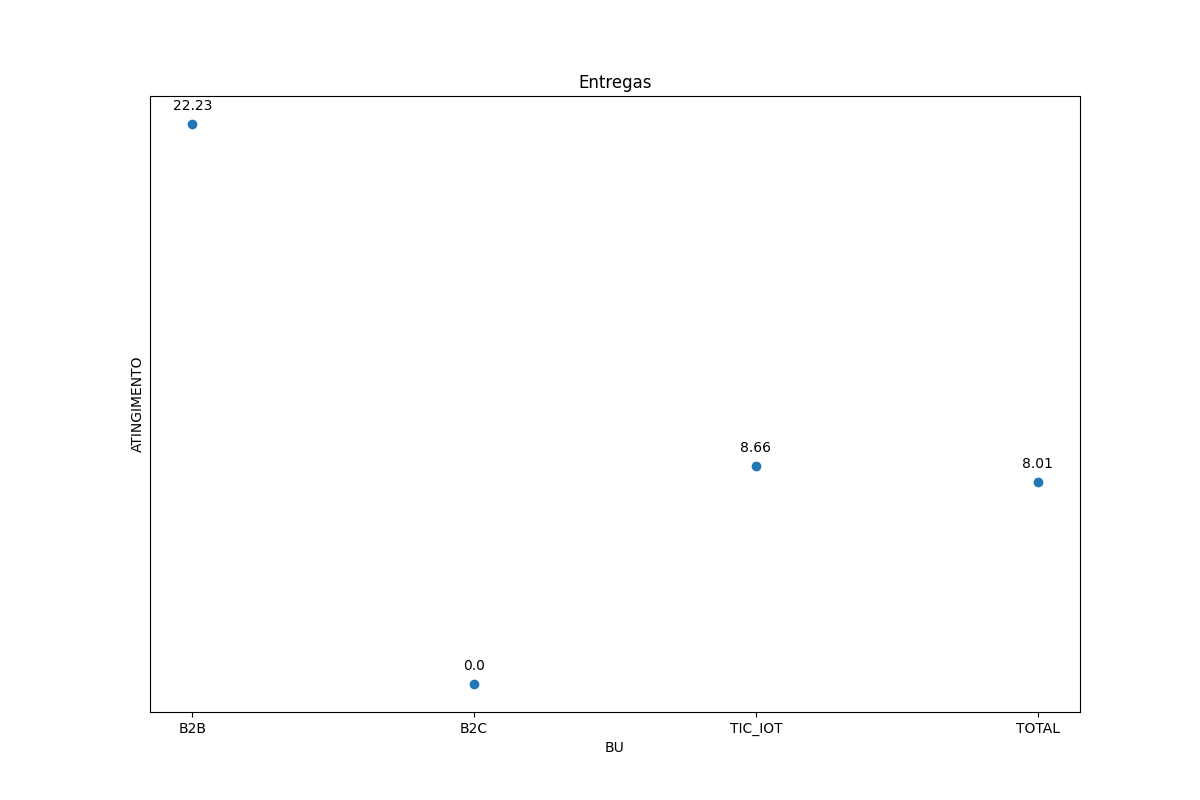 Entregas
22.23
ATINGIMENTO
8.66
8.01
0.0
B2B B2C TIC_IOT TOTAL
BU